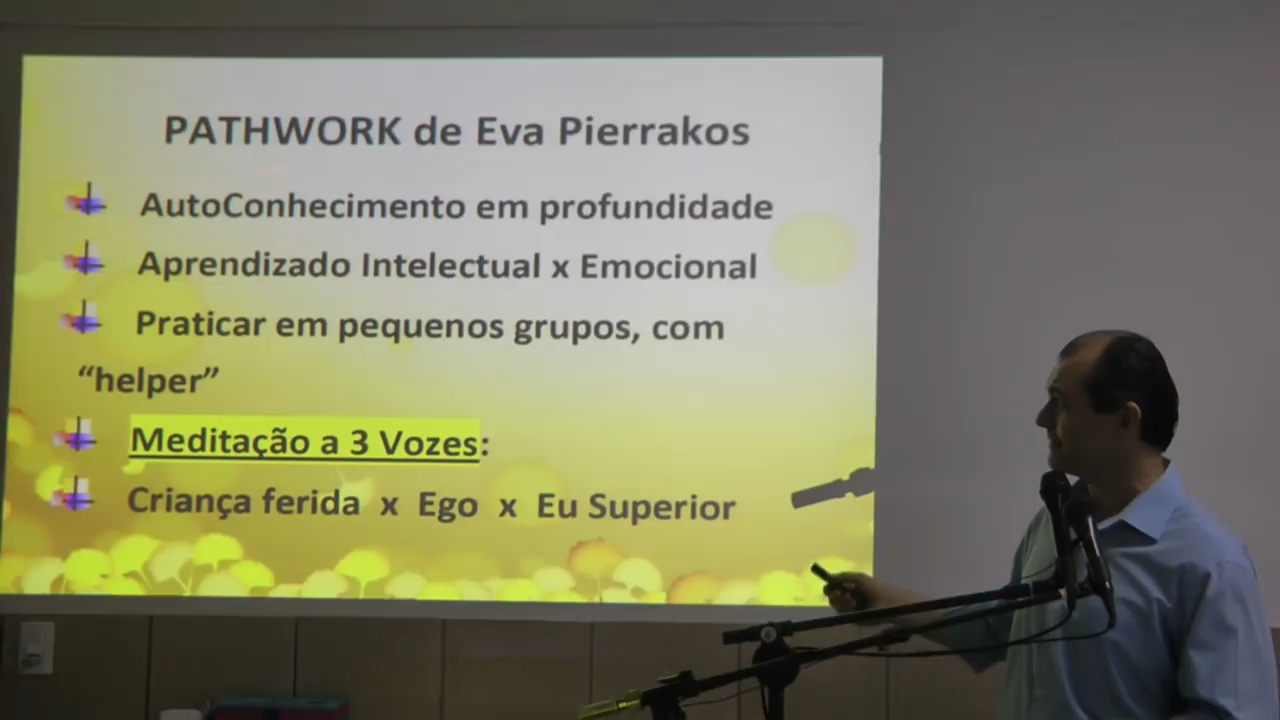 PATHWORK de Eva Pierrakos
AutoConhecimento em profundidade
Aprendizado Intelectual x Emocional
Praticar em pequenos grupos, com
“helper”
Meditação a 3 Vozes:
Criança ferida x Ego x Eu Superior